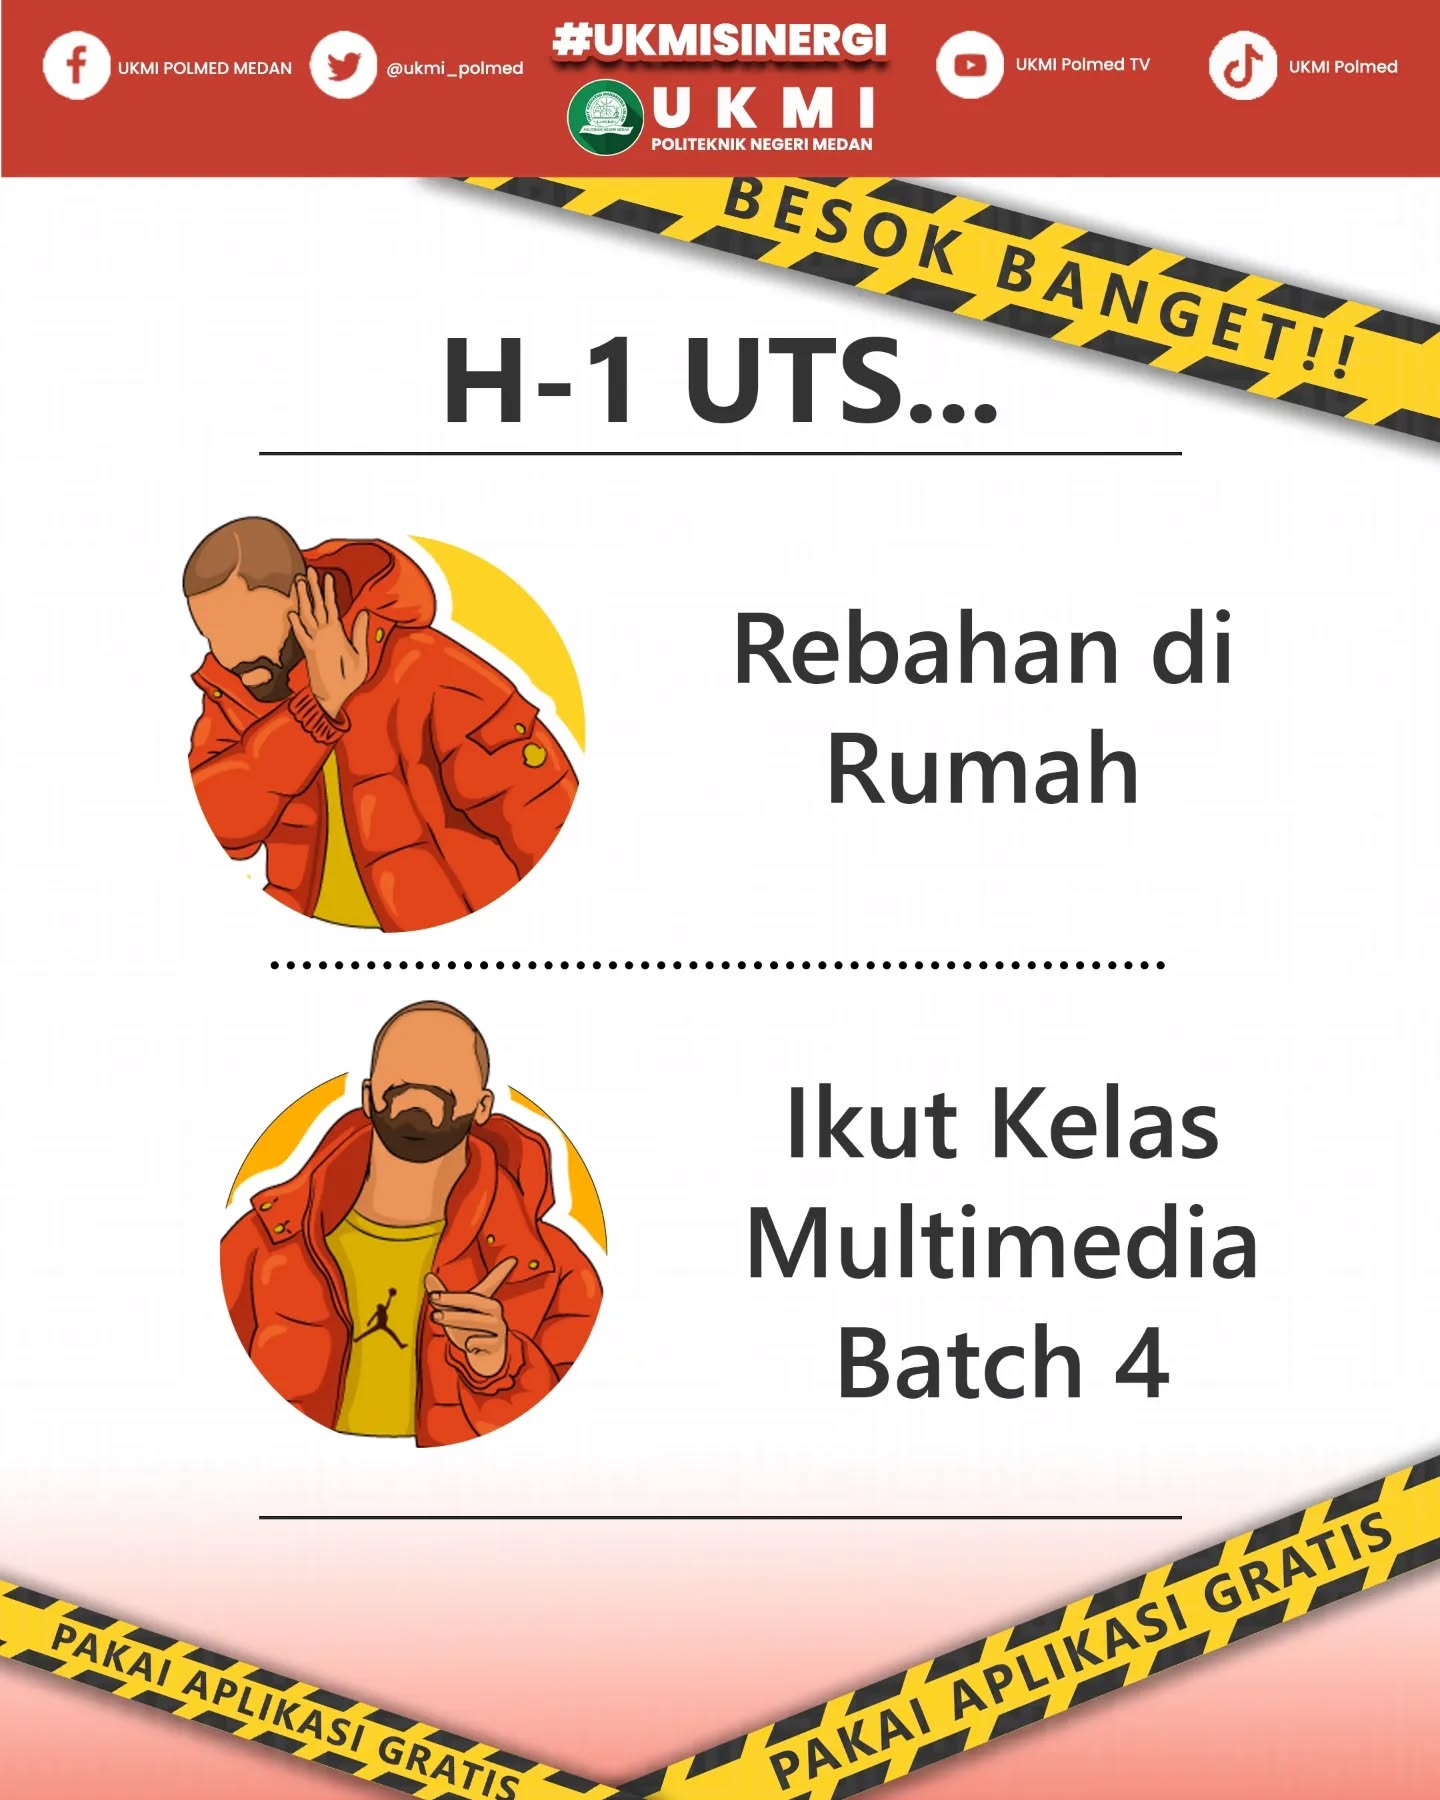 #UKMISINERGI
UKMI POLMED MEDAN
@ukmi_polmed
UKMI
POLITEKNIK NEGERI MEDAN
UKMI Polmed TV
UKMI Polmed
BESOK BANGET!!
H-1 UTS...
Rebahan di
Rumah
Ikut Kelas
Multimedia
Batch 4
PAKAI APLIKASI GRATIS
PAKAI APLIKASI GRATIS